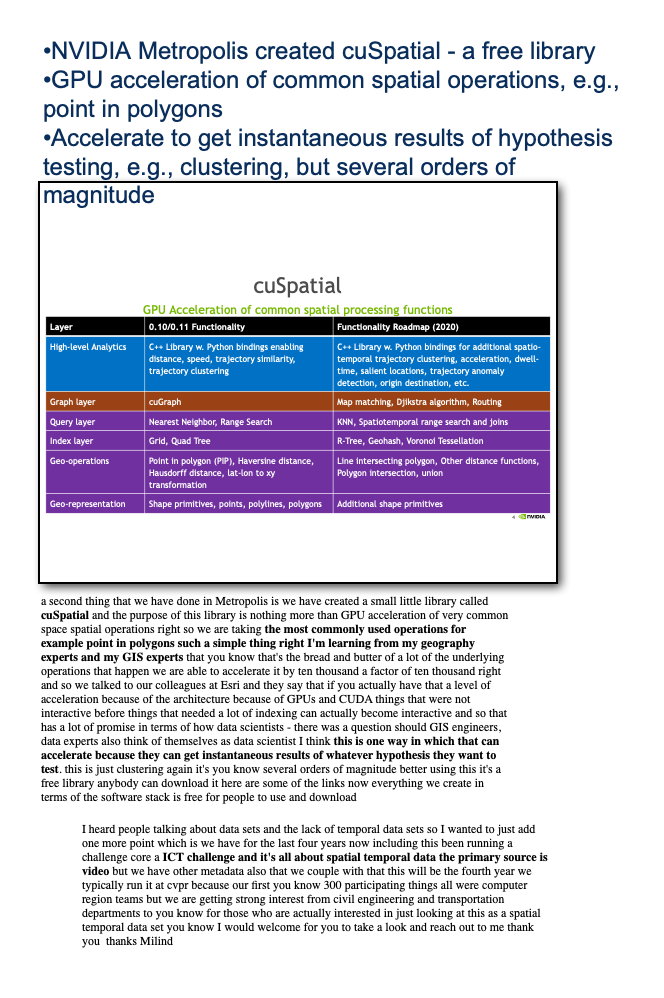 •NVIDIA Metropolis created cuSpatial - a free library
•GPU acceleration of common spatial operations, e.g.,
point in polygons
•Accelerate to get instantaneous results of hypothesis
testing, e.g., clustering, but several orders of
magnitude
cuSpatial
GPU Acceleration of common spatial processing functions
Layer 0.10/0.11 Functionality Functionality Roadmap (2020)
High-level Analytics C++ Library w. Python bindings enabling C++ Library w. Python bindings for additional spatio-
distance, speed, trajectory similarity, temporal trajectory clustering, acceleration, dwell-
trajectory clustering time, salient locations, trajectory anomaly
detection, origin destination, etc.
Graph layer cuGraph Map matching, Djikstra algorithm, Routing
Query layer Nearest Neighbor, Range Search KNN, Spatiotemporal range search and joins
Index layer Grid, Quad Tree R-Tree, Geohash, Voronoi Tessellation
Geo-operations Point in polygon (PIP), Haversine distance, Line intersecting polygon, Other distance functions,
Hausdorff distance, lat-lon to xy Polygon intersection, union
transformation
Geo-representation Shape primitives, points, polylines, polygons Additional shape primitives
NVIDIA
a second thing that we have done in Metropolis is we have created a small little library called
cuSpatial and the purpose of this library is nothing more than GPU acceleration of very common
space spatial operations right so we are taking the most commonly used operations for
example point in polygons such a simple thing right I'm learning from my geography
experts and my GIS experts that you know that's the bread and butter of a lot of the underlying
operations that happen we are able to accelerate it by ten thousand a factor of ten thousand right
and so we talked to our colleagues at Esri and they say that if you actually have that a level of
acceleration because of the architecture because of GPUs and CUDA things that were not
interactive before things that needed a lot of indexing can actually become interactive and so that
has a lot of promise in terms of how data scientists - there was a question should GIS engineers,
data experts also think of themselves as data scientist I think this is one way in which that can
accelerate because they can get instantaneous results of whatever hypothesis they want to
test. this is just clustering again it's you know several orders of magnitude better using this it's a
free library anybody can download it here are some of the links now everything we create in
terms of the software stack is free for people to use and download
I heard people talking about data sets and the lack of temporal data sets so I wanted to just add
one more point which is we have for the last four years now including this been running a
challenge core a ICT challenge and it's all about spatial temporal data the primary source is
video but we have other metadata also that we couple with that this will be the fourth year we
typically run it at cvpr because our first you know 300 participating things all were computer
region teams but we are getting strong interest from civil engineering and transportation
departments to you know for those who are actually interested in just looking at this as a spatial
temporal data set you know I would welcome for you to take a look and reach out to me thank
you thanks Milind